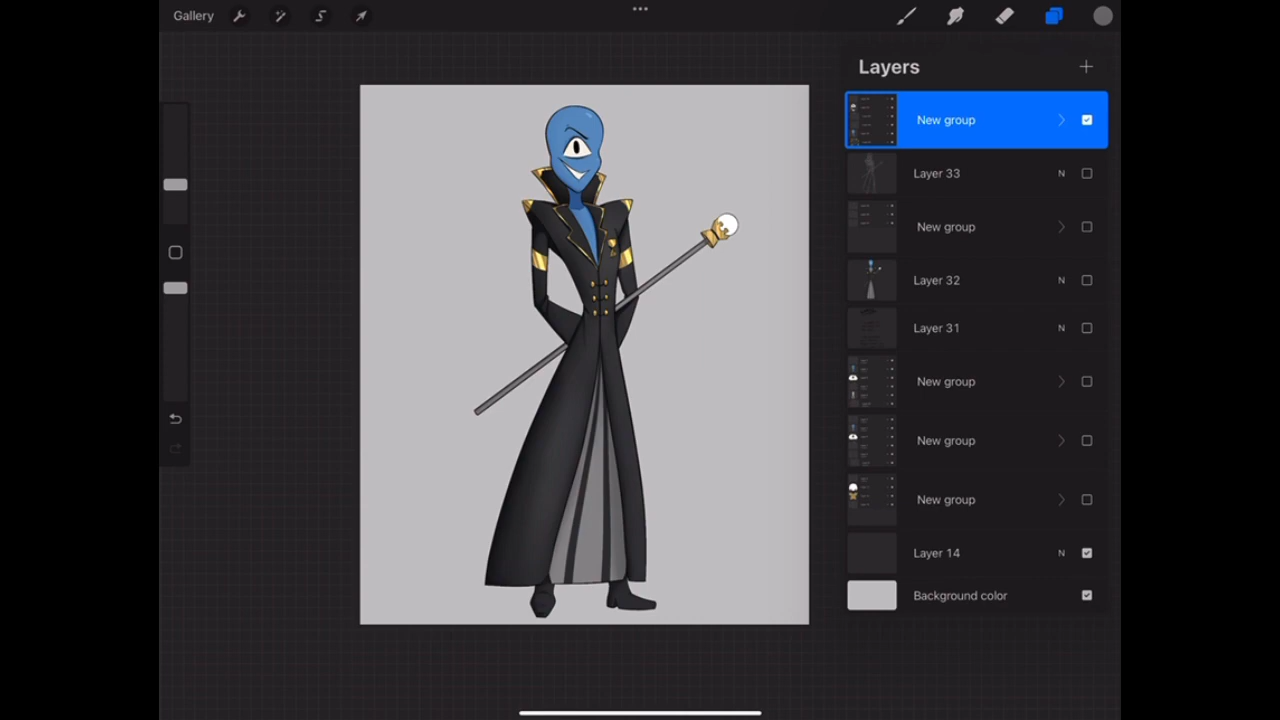 Gallery
Layers
New group
Layer 33
N
New group
Layer 32
N
Layer 31
N
New group
New group
New group
Layer 14
N
Background color